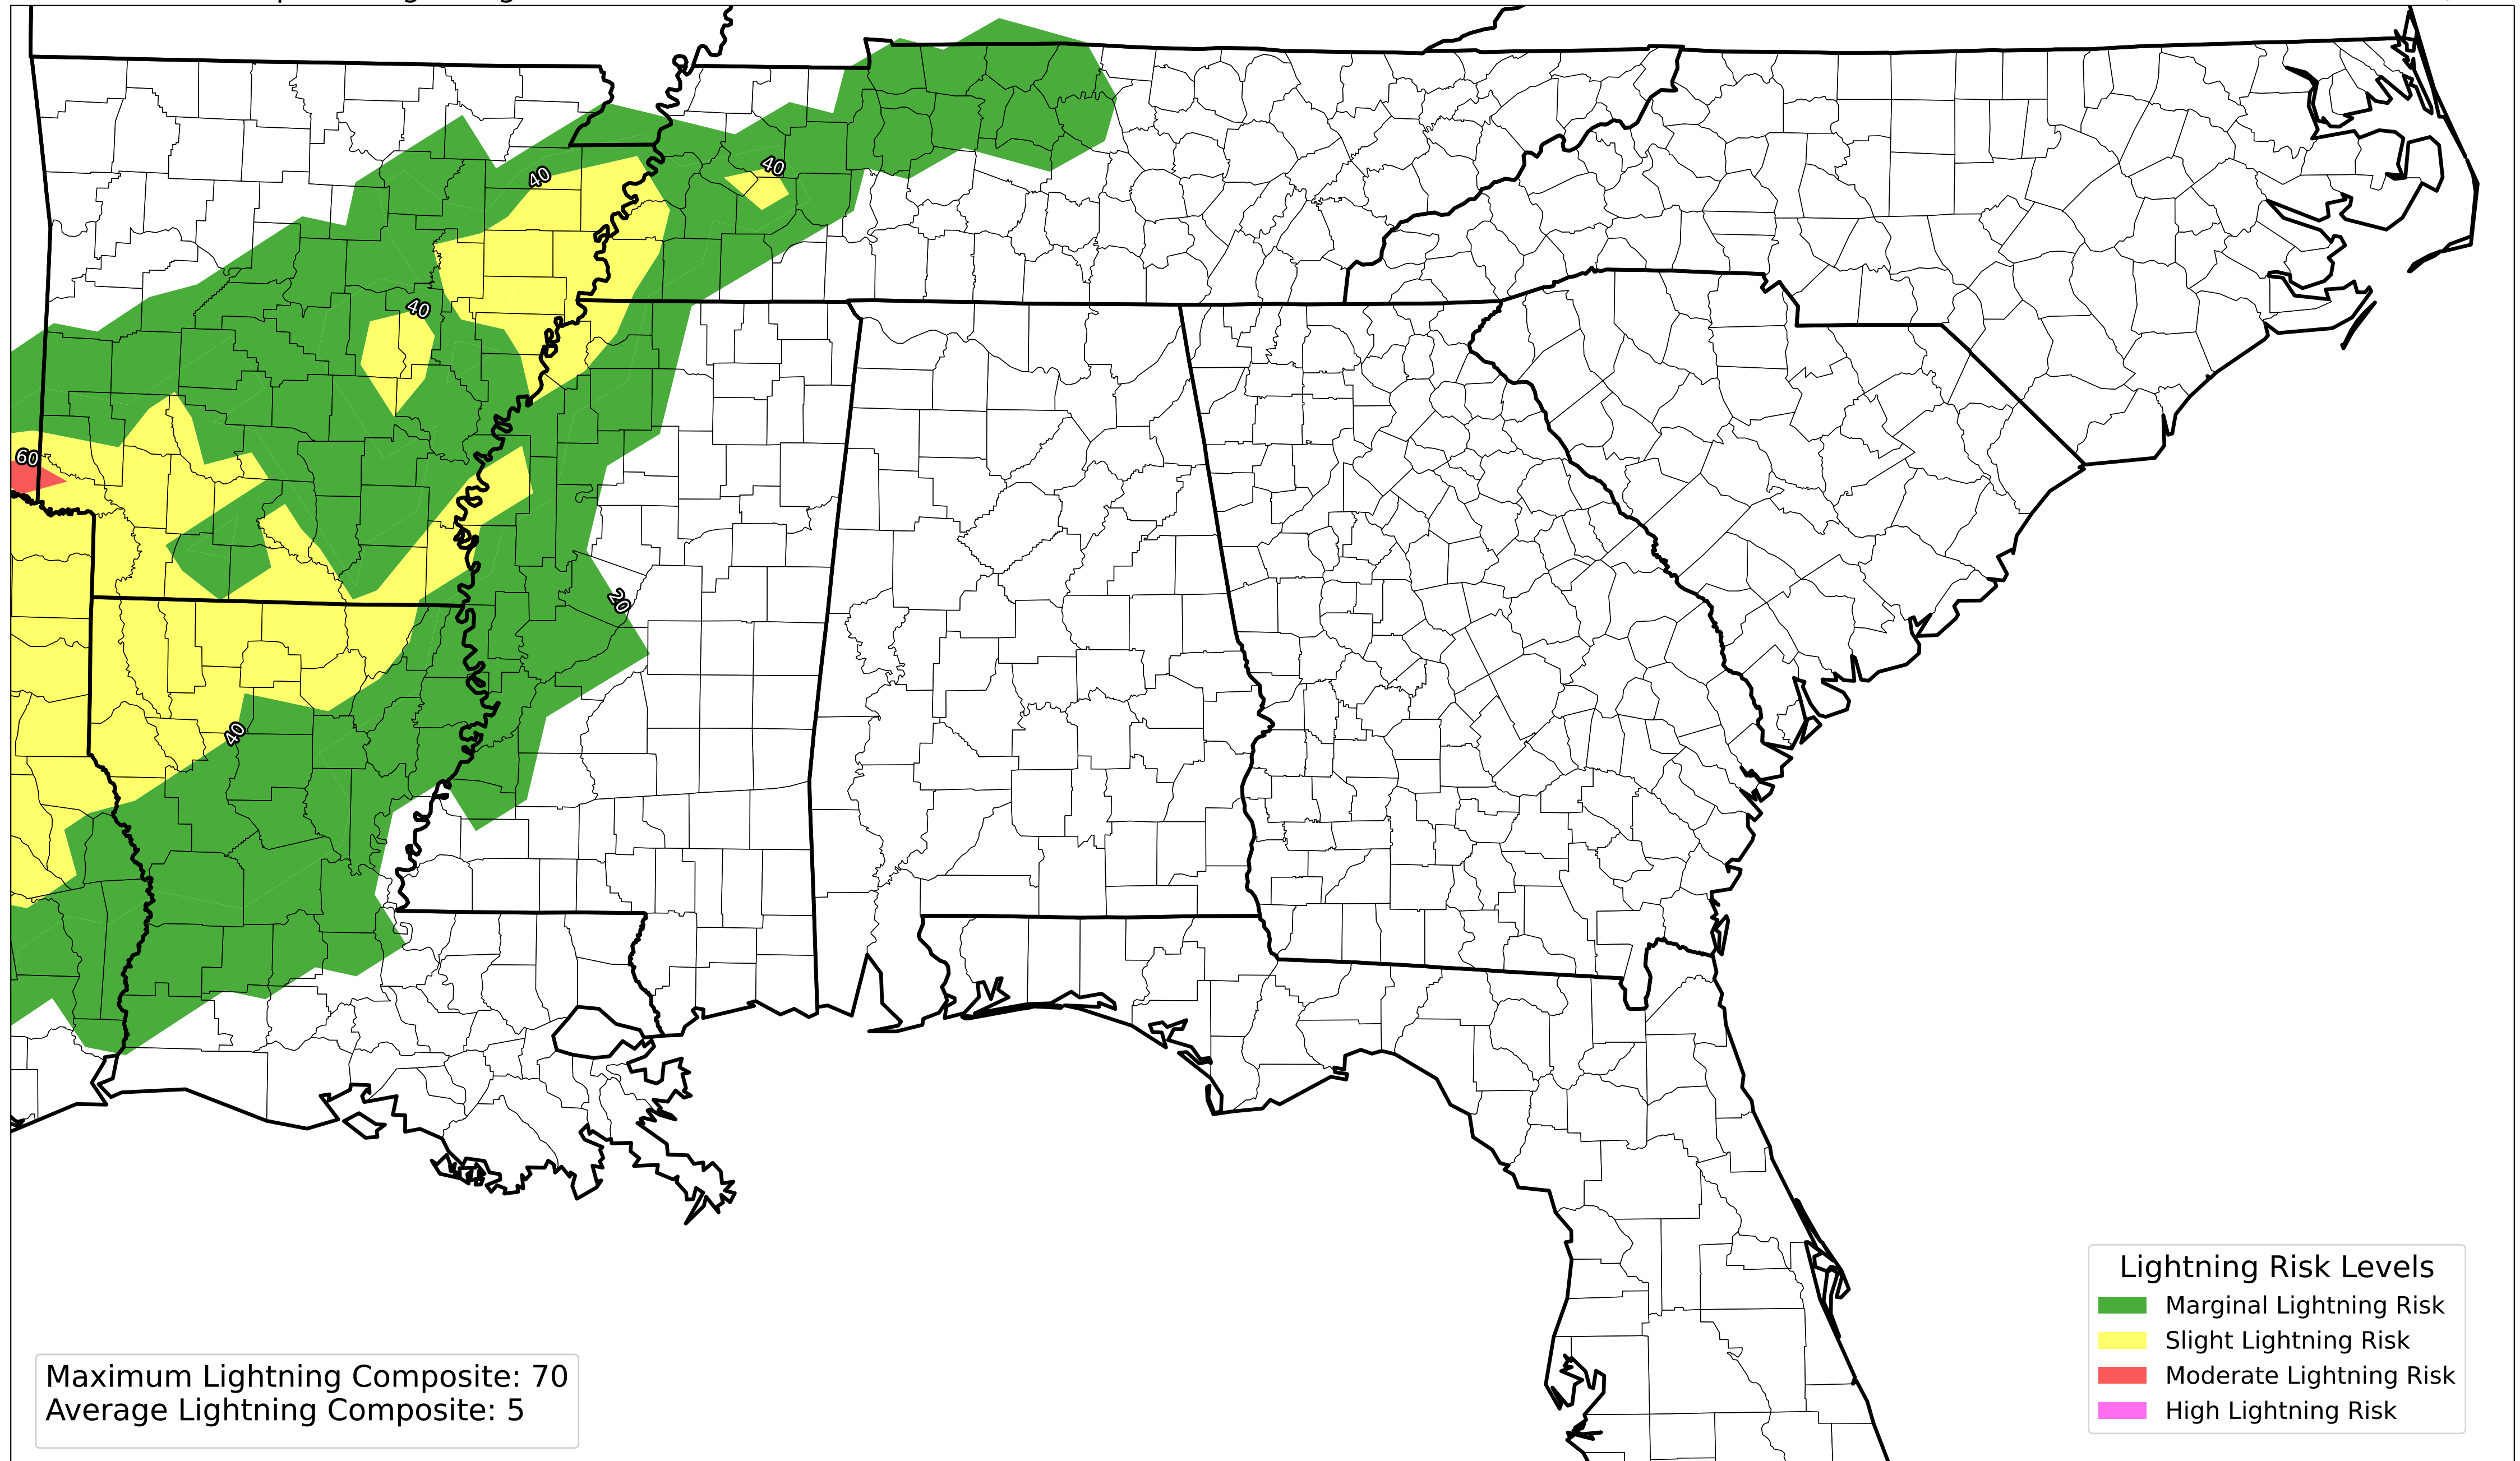 40
40
40
60
20
40
Lightning Risk Levels
Marginal Lightning Risk
Slight Lightning Risk
Moderate Lightning Risk
High Lightning Risk
Maximum Lightning Composite: 70
Average Lightning Composite: 5